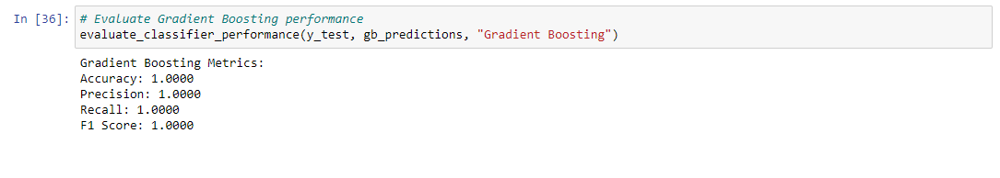 In [36]: # Evaluate Gradient Boosting performance
evaluate_classifier_performance(y_test, gb_predictions, "Gradient Boosting")
Gradient Boosting Metrics:
Accuracy: 1.0000
Precision: 1.0000
Recall: 1.0000
F1 Score: 1.0000